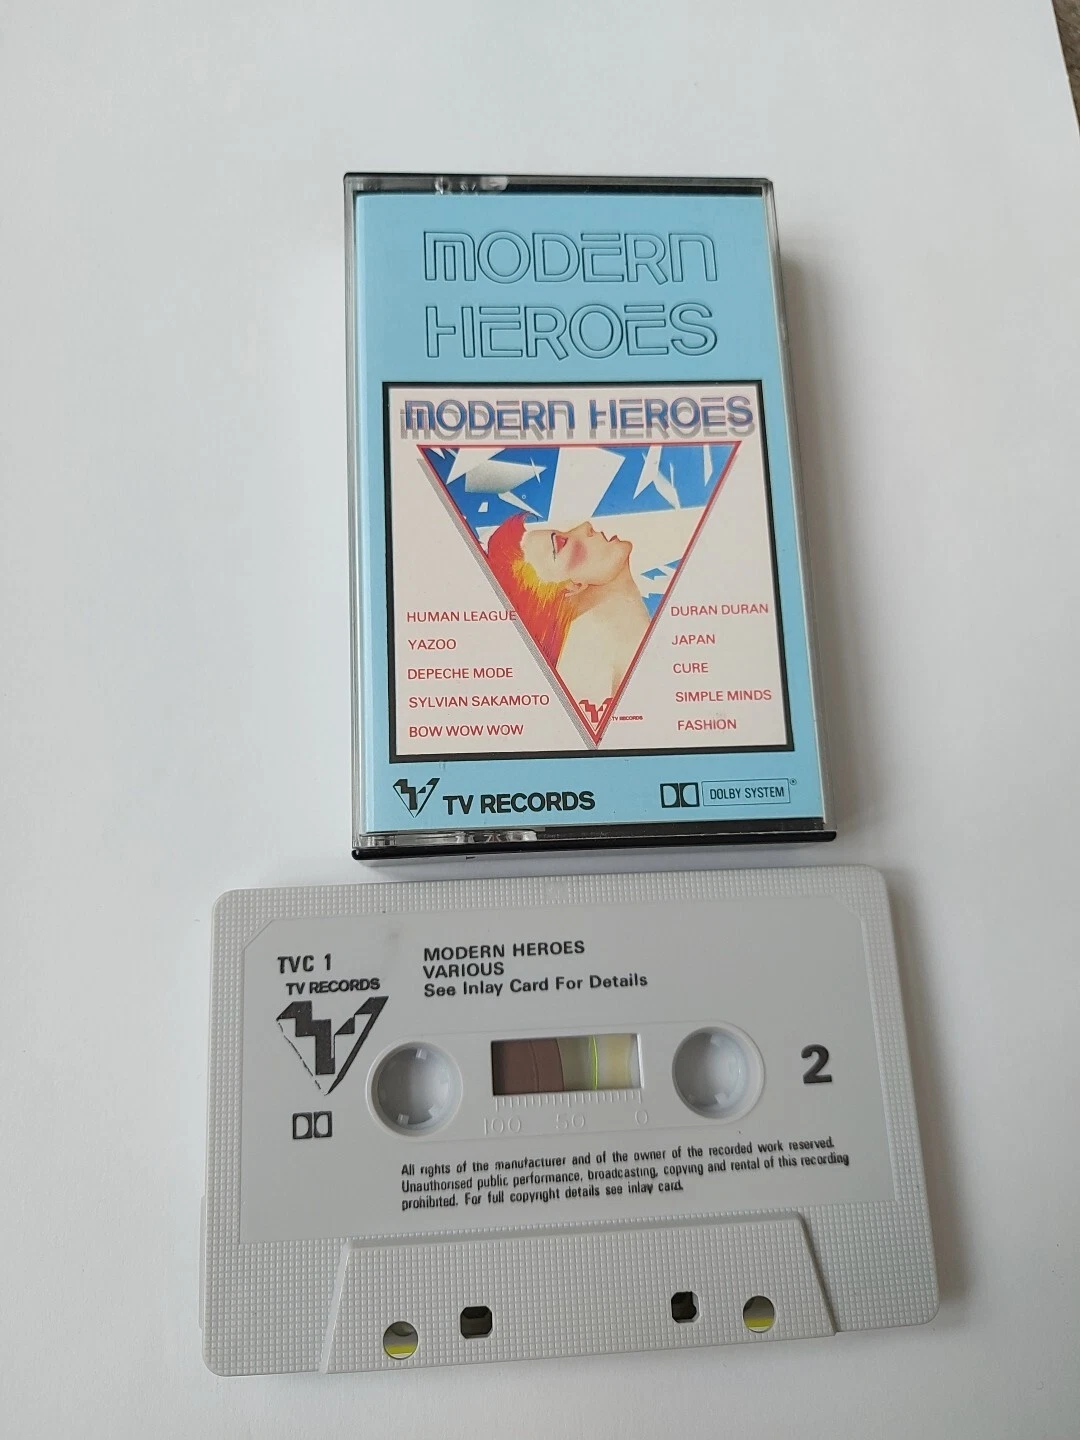 MODERN
HEROES
MODERN HEROES
HUMAN LEAGUE
YAZOO
DEPECHE MODE
SYLVIAN SAKAMOTO
BOW WOW WOW
DURAN DURAN
JAPAN
CURE
SIMPLE MINDS
FASHION
TV RECORDS
TV RECORDS
DOLBY SYSTEM®
TVC 1
TV RECORDS
MODERN HEROES
VARIOUS
See Inlay Card For Details
2
100 50 0
All rights of the manufacturer and of the owner of the recorded work reserved.
Unauthorised public performance, broadcasting, copying and rental of this recording
prohibited. For full copyright details see inlay card.